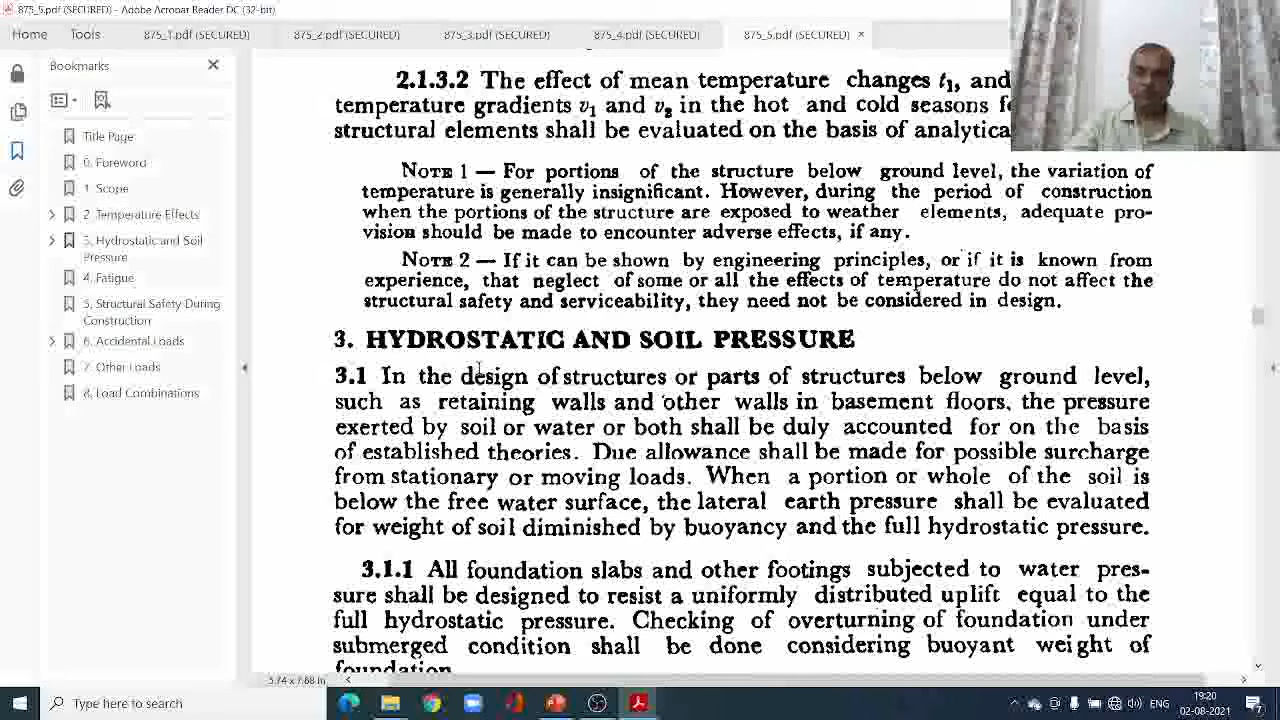 875_5.pdf (SECURED) - Adobe Acrobat Reader DC (32-bit)
Home Tools 875_1.pdf (SECURED) 875_2.pdf (SECURED) 875_3.pdf (SECURED) 875_4.pdf (SECURED) 875_5.pdf (SECURED) ×
Bookmarks
Title Page
0. Foreword
1. Scope
2. Temperature Effects
3. Hydrostatic and Soil
Pressure
4. Fatigue
5. Structural Safety During
Construction
6. Accidental Loads
7. Other Loads
8. Load Combinations
2.1.3.2 The effect of mean temperature changes t₁, and
temperature gradients v₁ and v₂ in the hot and cold seasons
structural elements shall be evaluated on the basis of
NOTE 1 — For portions of the structure below ground level, the variation of
temperature is generally insignificant. However, during the period of construction
when the portions of the structure are exposed to weather elements, adequate pro-
vision should be made to encounter adverse effects, if any.
NOTE 2 — If it can be shown by engineering principles, or if it is known from
experience, that neglect of some or all the effects of temperature do not affect the
structural safety and serviceability, they need not be considered in design.
3. HYDROSTATIC AND SOIL PRESSURE
3.1 In the design of structures or parts of structures below ground level,
such as retaining walls and other walls in basement floors, the pressure
exerted by soil or water or both shall be duly accounted for on the basis
of established theories. Due allowance shall be made for possible surcharge
from stationary or moving loads. When a portion or whole of the soil is
below the free water surface, the lateral earth pressure shall be evaluated
for weight of soil diminished by buoyancy and the full hydrostatic pressure.
3.1.1 All foundation slabs and other footings subjected to water pres-
sure shall be designed to resist a uniformly distributed uplift equal to the
full hydrostatic pressure. Checking of overturning of foundation under
submerged condition shall be done considering buoyant weight of
foundation.
5.74 x 7.68 in
Type here to search
ENG
19:20
02-08-2021